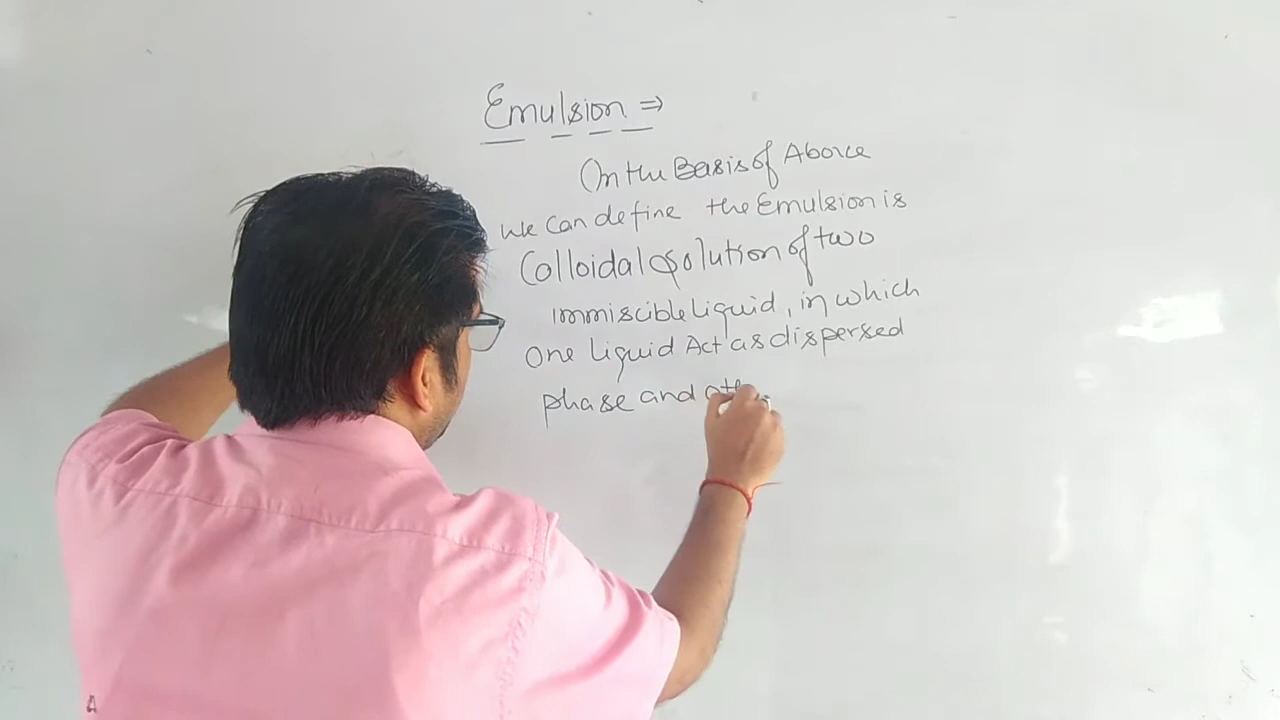 Emulsion ⇒
On the Basis of Above
we can define the Emulsion is
Colloidal solution of two
immiscible liquid, in which
one liquid Act as dispersed
phase and oth